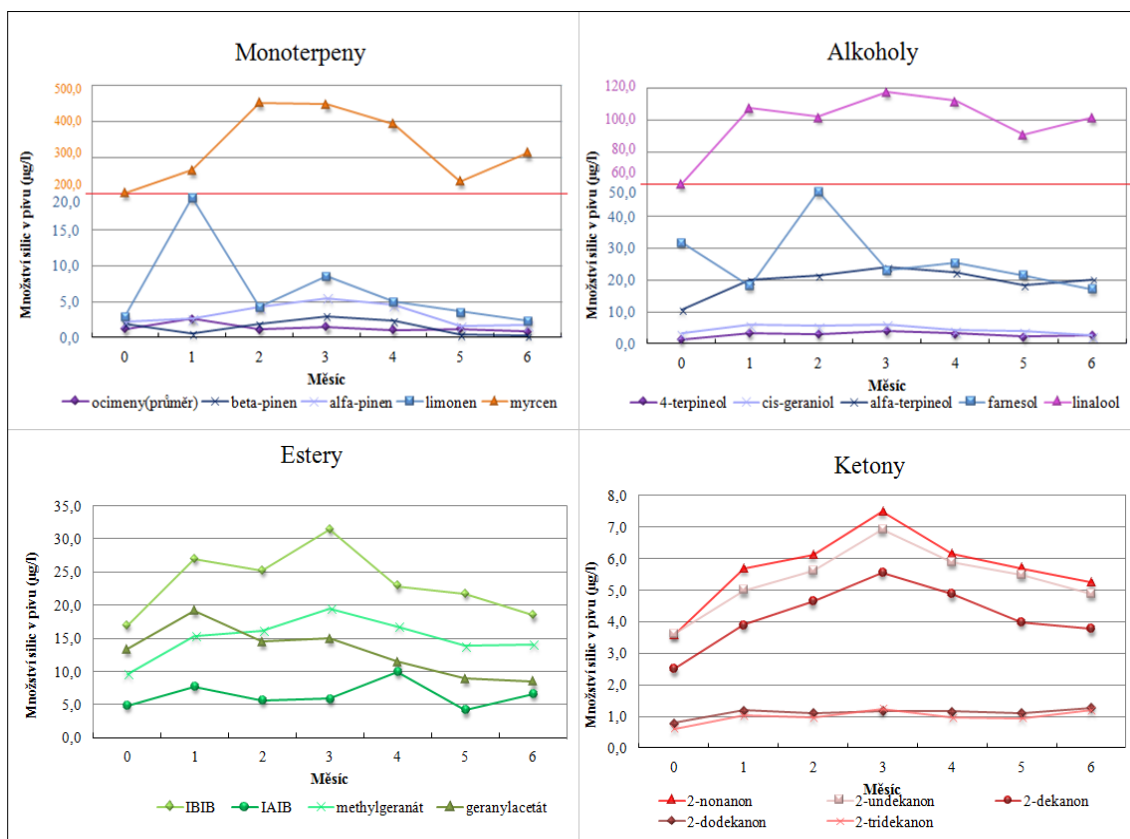 Monoterpeny
Množství silic v pivu (µg/l)
500,0
400,0
300,0
200,0
20,0
15,0
10,0
5,0
0,0
0 1 2 3 4 5 6
Měsíc
ocimeny(průměr) beta-pinen alfa-pinen limonen myrcen
Alkoholy
Množství silic v pivu (µg/l)
120,0
100,0
80,0
60,0
50,0
40,0
30,0
20,0
10,0
0,0
0 1 2 3 4 5 6
Měsíc
4-terpineol cis-geraniol alfa-terpineol farnesol linalool
Estery
Množství silic v pivu (µg/l)
35,0
30,0
25,0
20,0
15,0
10,0
5,0
0,0
0 1 2 3 4 5 6
Měsíc
IBIB IAIB methylgeranát geranylacetát
Ketony
Množství silic v pivu (µg/l)
8,0
7,0
6,0
5,0
4,0
3,0
2,0
1,0
0,0
0 1 2 3 4 5 6
Měsíc
2-nonanon 2-undekanon 2-dekanon
2-dodekanon 2-tridekanon